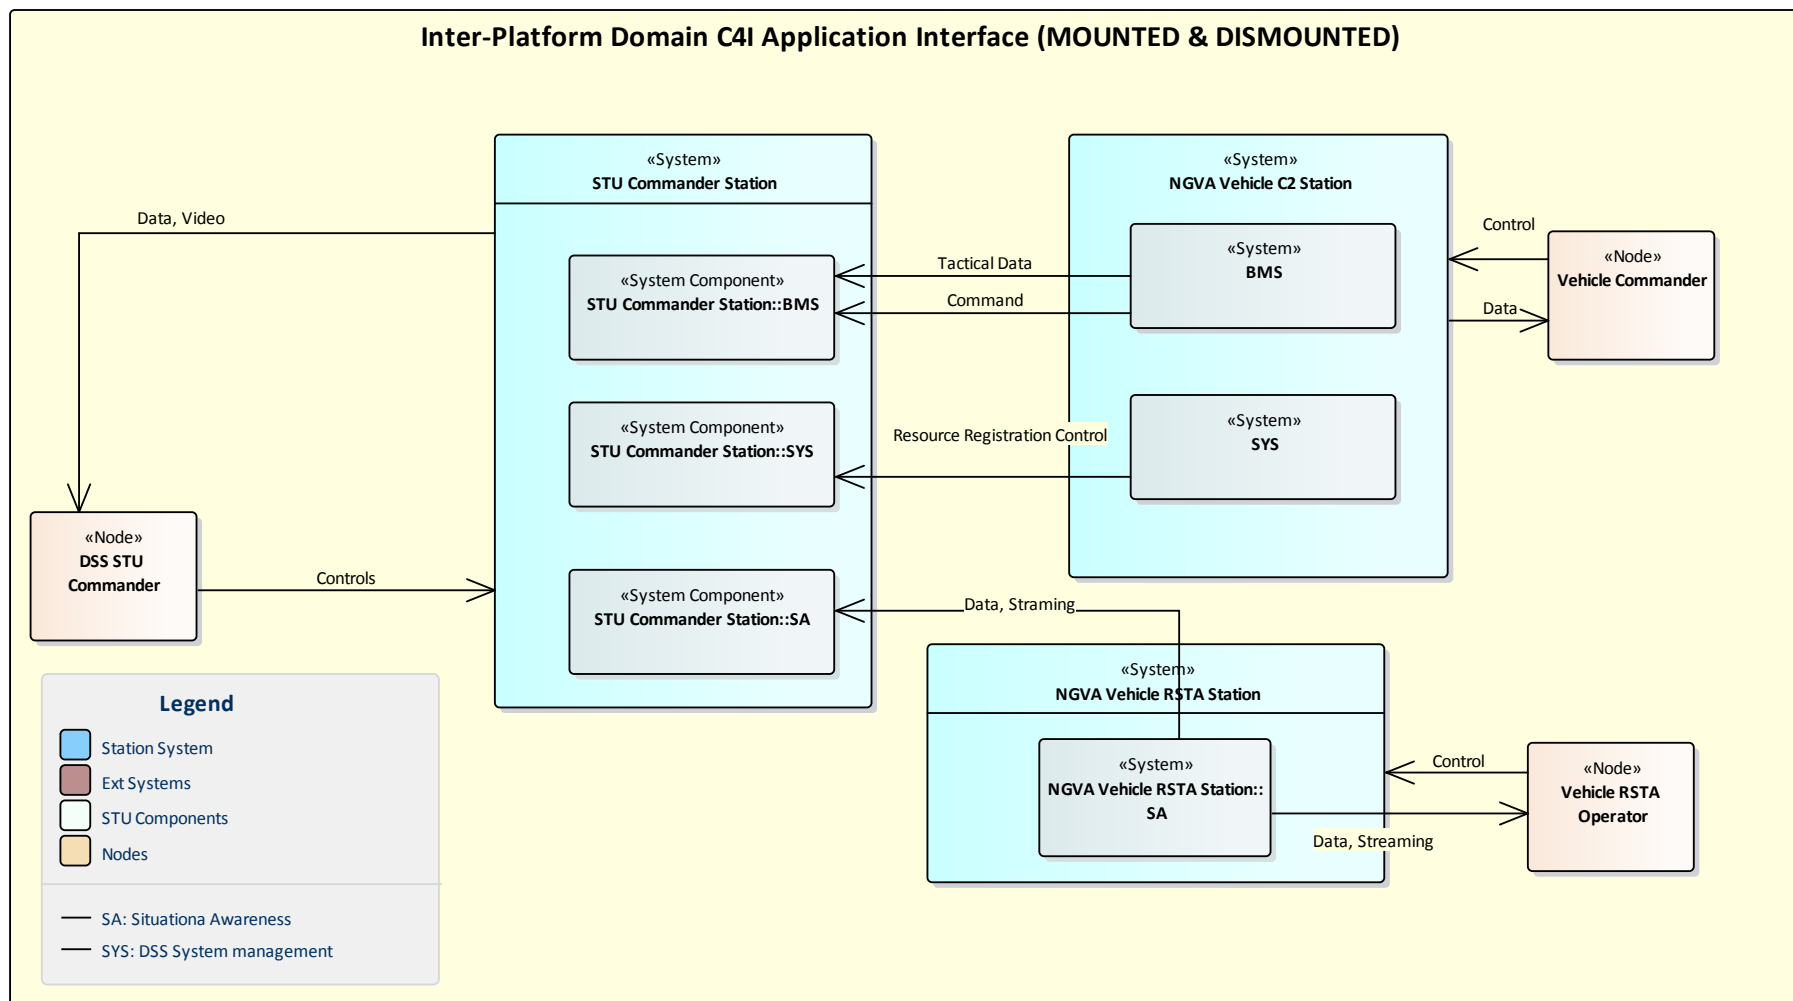 Inter-Platform Domain C4I Application Interface (MOUNTED & DISMOUNTED)
«System»
STU Commander Station
«System»
NGVA Vehicle C2 Station
Data, Video
«System Component»
STU Commander Station::BMS
Tactical Data
Command
«System»
BMS
Control
Data
«Node»
Vehicle Commander
«System Component»
STU Commander Station::SYS
Resource Registration Control
«System»
SYS
«Node»
DSS STU
Commander
Controls
«System Component»
STU Commander Station::SA
Data, Straming
«System»
NGVA Vehicle RSTA Station
«System»
NGVA Vehicle RSTA Station::
SA
Control
Data, Streaming
«Node»
Vehicle RSTA
Operator
Legend
Station System
Ext Systems
STU Components
Nodes
SA: Situationa Awareness
SYS: DSS System management